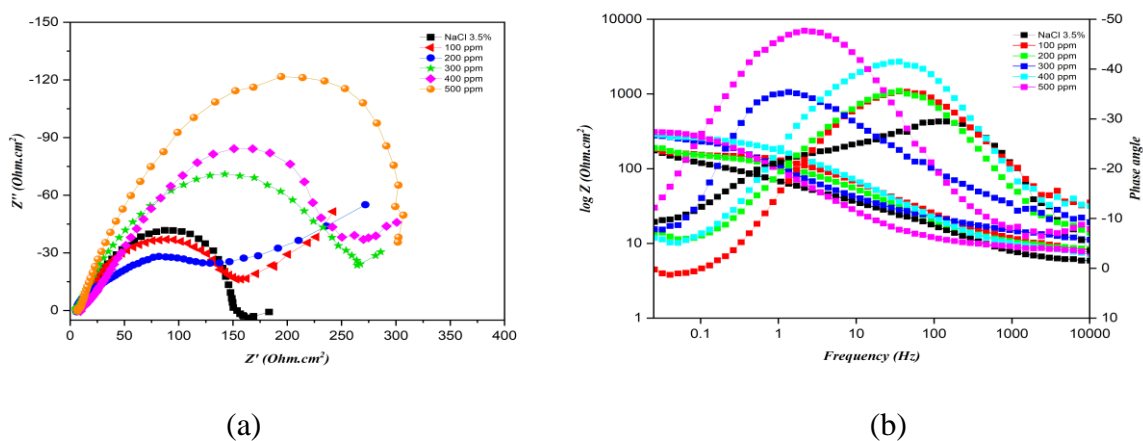 -150
-120
-90
-60
-30
0
Z'' (Ohm.cm²)
0 50 100 150 200 250 300 350 400
Z' (Ohm.cm²)
NaCl 3.5%
100 ppm
200 ppm
300 ppm
400 ppm
500 ppm
(a)
10000
1000
100
10
1
log Z (Ohm.cm²)
0.1 1 10 100 1000 10000
Frequency (Hz)
-50
-40
-30
-20
-10
0
10
Phase angle
NaCl 3.5%
100 ppm
200 ppm
300 ppm
400 ppm
500 ppm
(b)